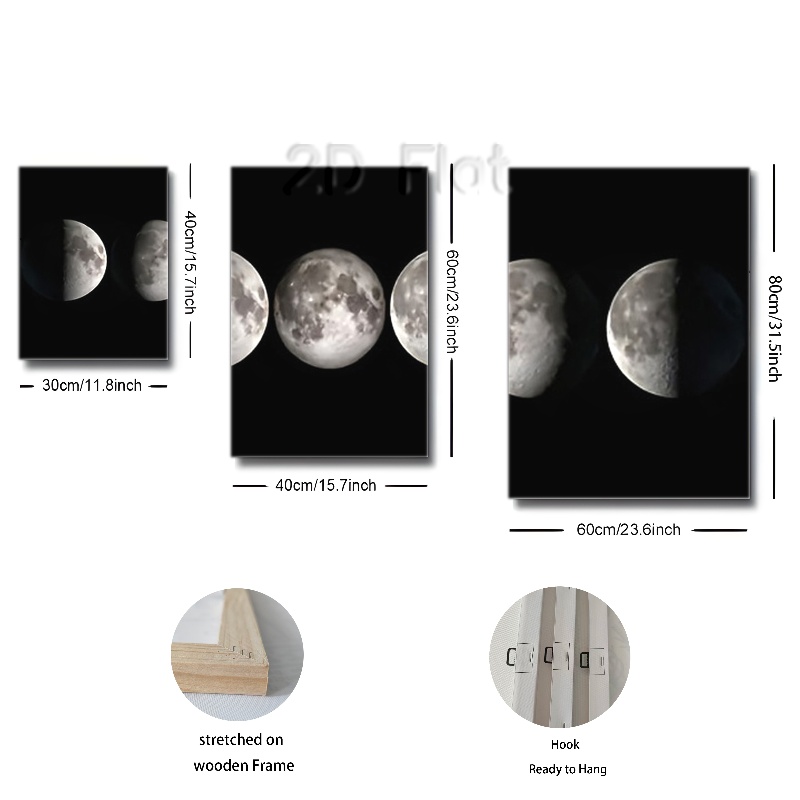 2D Flat
40cm/15.7inch
30cm/11.8inch
60cm/23.6inch
40cm/15.7inch
80cm/31.5inch
60cm/23.6inch
stretched on
wooden Frame
Hook
Ready to Hang